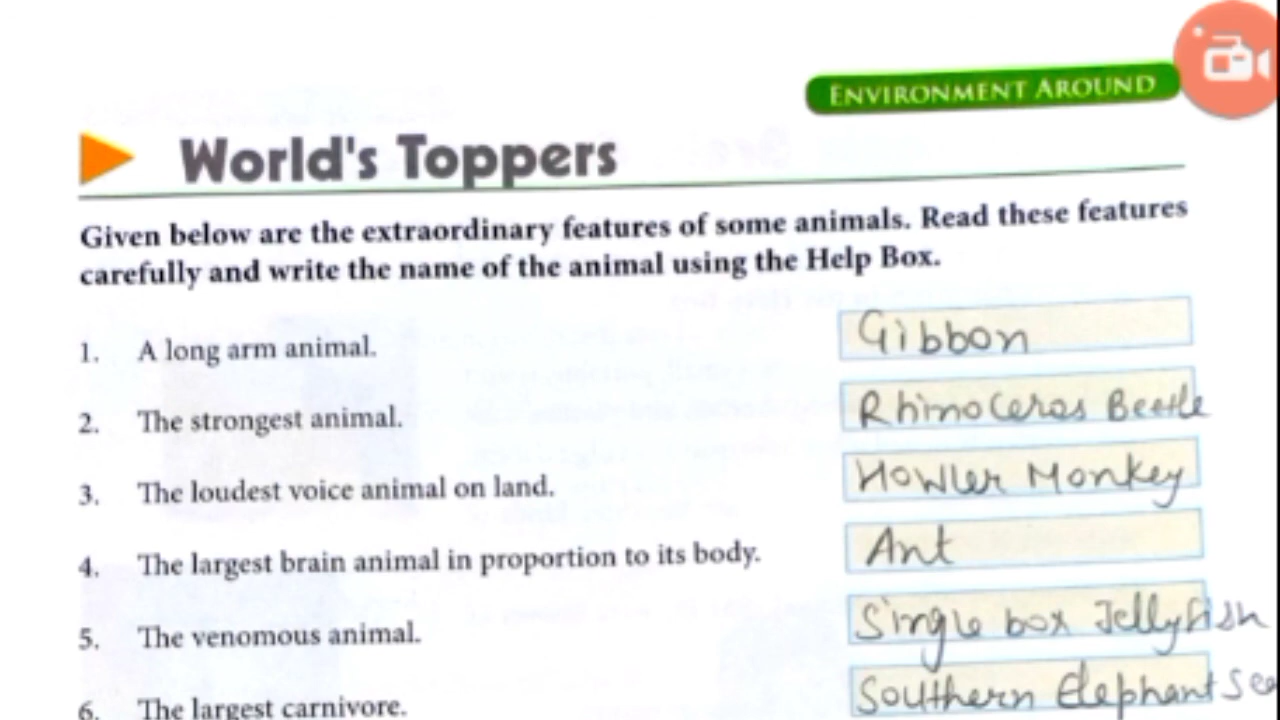 ENVIRONMENT AROUND
World's Toppers
Given below are the extraordinary features of some animals. Read these features
carefully and write the name of the animal using the Help Box.
1. A long arm animal. Gibbon
2. The strongest animal. Rhinoceros Beetle
3. The loudest voice animal on land. Howler Monkey
4. The largest brain animal in proportion to its body. Ant
5. The venomous animal. Single box Jellyfish
6. The largest carnivore. Southern Elephant Sea